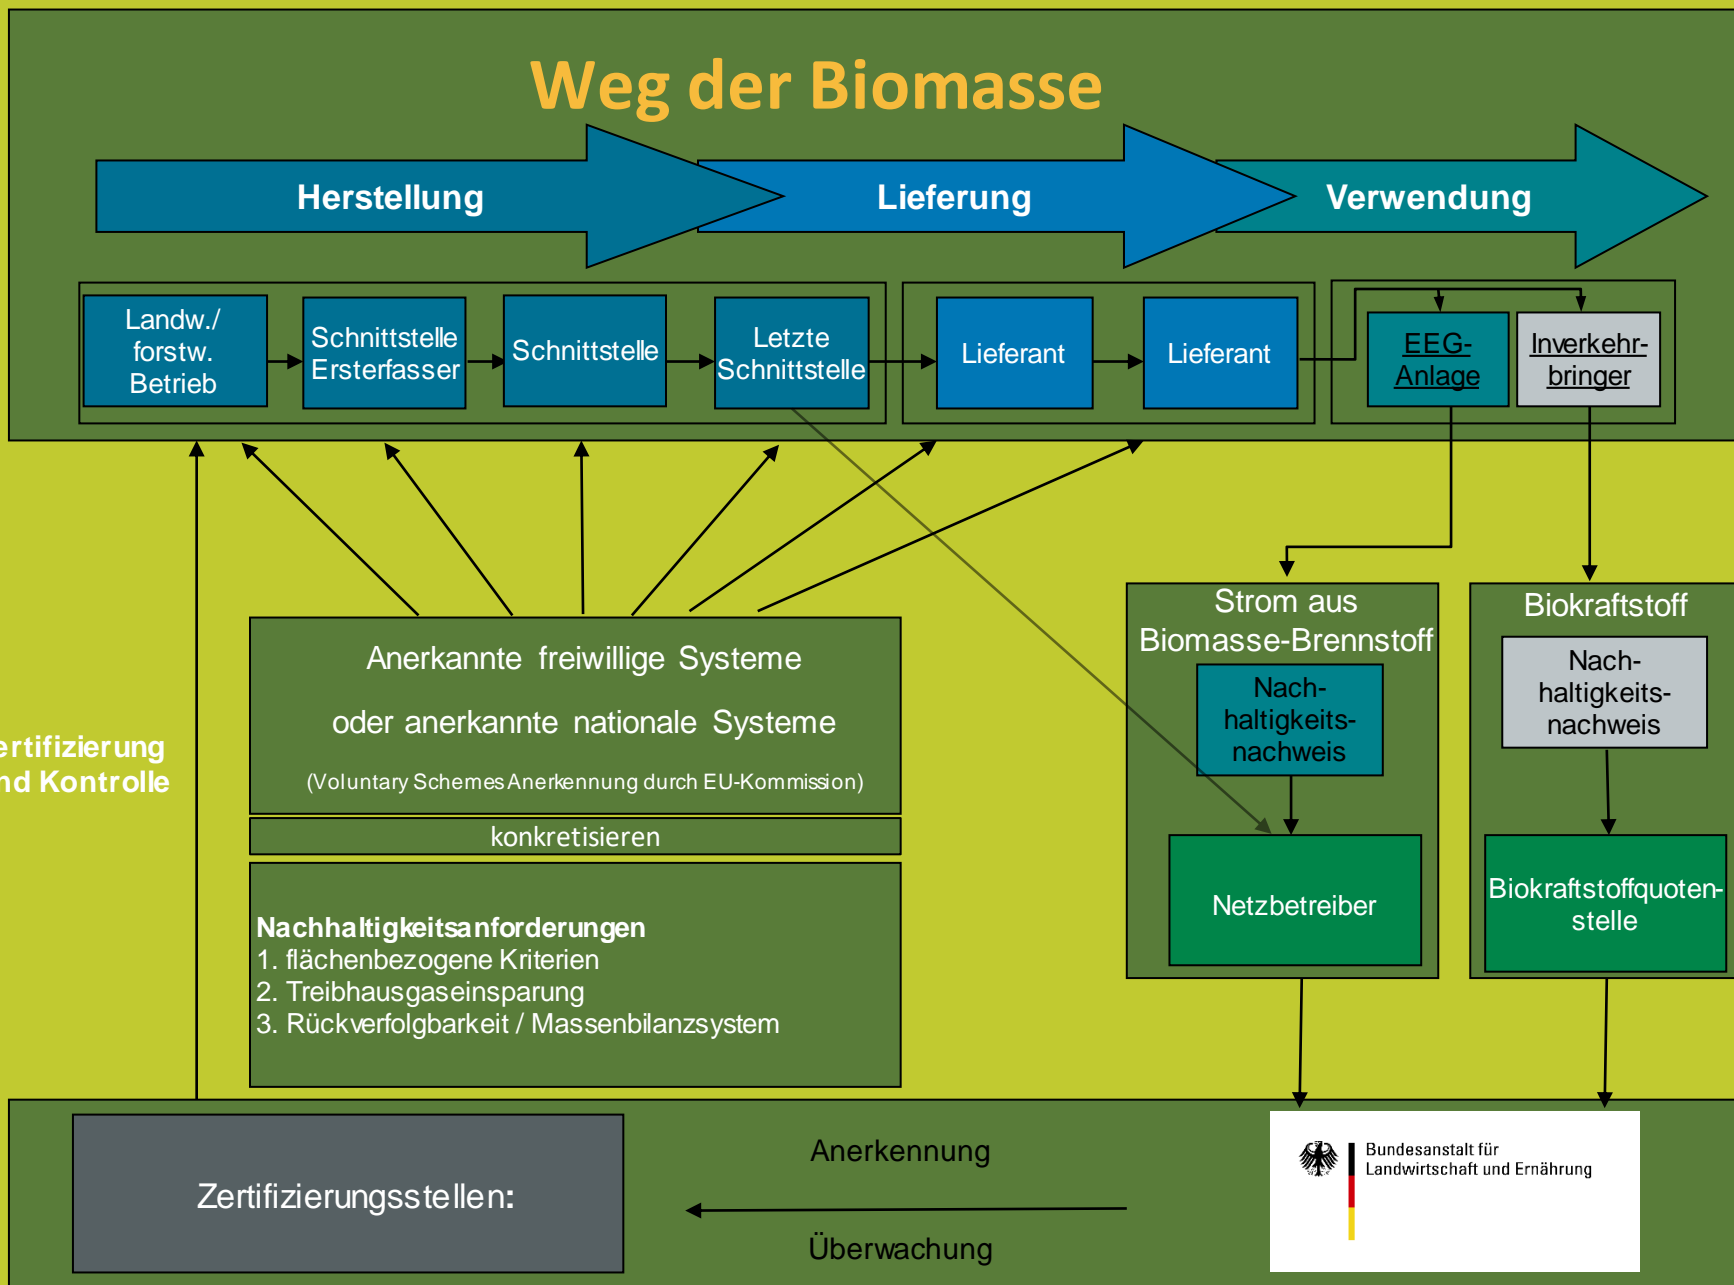 Weg der Biomasse
Herstellung
Lieferung
Verwendung
Landw./
forstw.
Betrieb
Schnittstelle
Ersterfasser
Schnittstelle
Letzte
Schnittstelle
Lieferant
Lieferant
EEG-
Anlage
Inverkehr-
bringer
Anerkannte freiwillige Systeme
oder anerkannte nationale Systeme
(Voluntary Schemes Anerkennung durch EU-Kommission)
konkretisieren
Nachhaltigkeitsanforderungen
1. flächenbezogene Kriterien
2. Treibhausgaseinsparung
3. Rückverfolgbarkeit / Massenbilanzsystem
ertifizierung
nd Kontrolle
Strom aus
Biomasse-Brennstoff
Nach-
haltigkeits-
nachweis
Netzbetreiber
Biokraftstoff
Nach-
haltigkeits-
nachweis
Biokraftstoffquoten-
stelle
Zertifizierungsstellen:
Anerkennung
Überwachung
Bundesanstalt für
Landwirtschaft und Ernährung